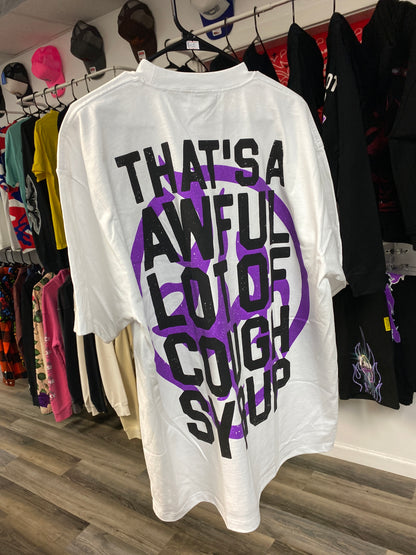 THAT'S A
AWFUL
LOT OF
COUGH
SYRUP